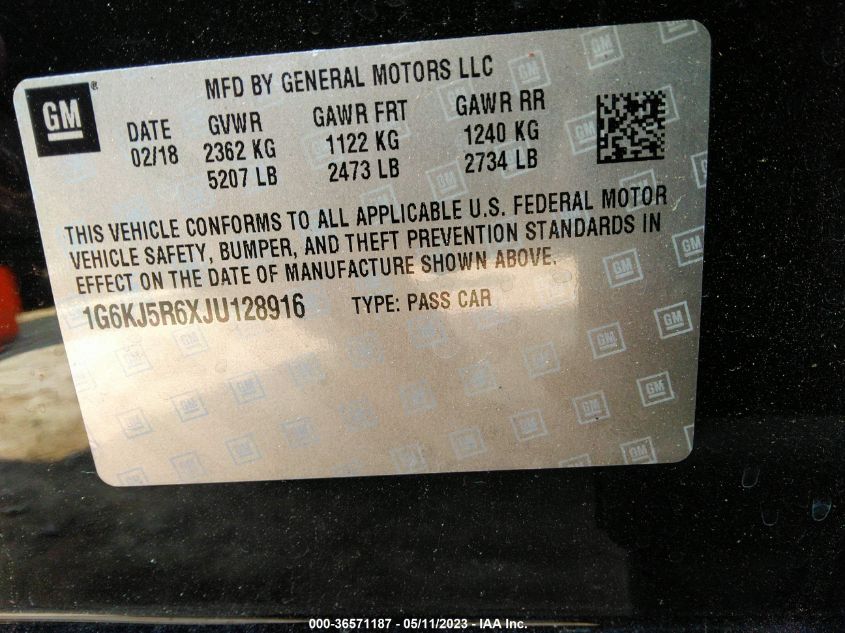 MFD BY GENERAL MOTORS LLC
GM®
DATE GVWR GAWR FRT GAWR RR
02/18 2362 KG 1122 KG 1240 KG
5207 LB 2473 LB 2734 LB
THIS VEHICLE CONFORMS TO ALL APPLICABLE U.S. FEDERAL MOTOR
VEHICLE SAFETY, BUMPER, AND THEFT PREVENTION STANDARDS IN
EFFECT ON THE DATE OF MANUFACTURE SHOWN ABOVE.
1G6KJ5R6XJU128916 TYPE: PASS CAR
000-36571187 - 05/11/2023 - IAA Inc.